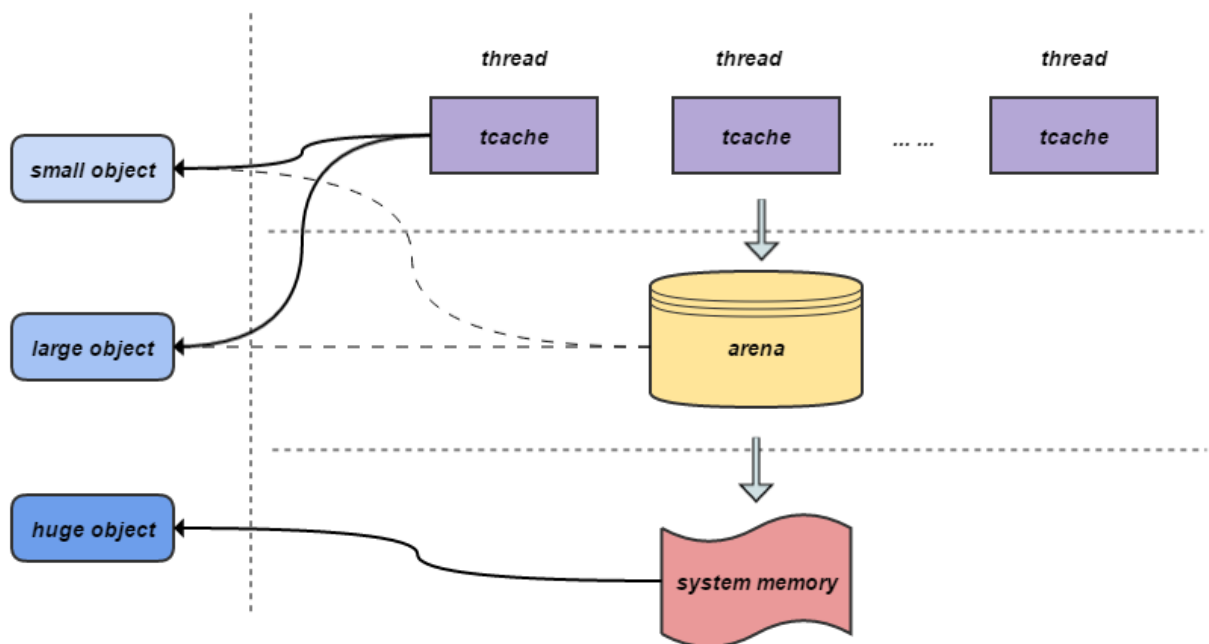 thread
thread
thread
tcache
tcache
... ...
tcache
small object
large object
arena
huge object
system memory